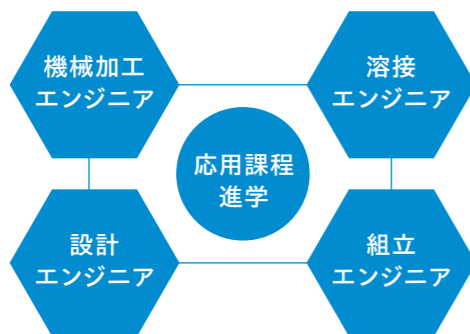 機械加工
エンジニア
溶接
エンジニア
応用課程
進学
設計
エンジニア
組立
エンジニア